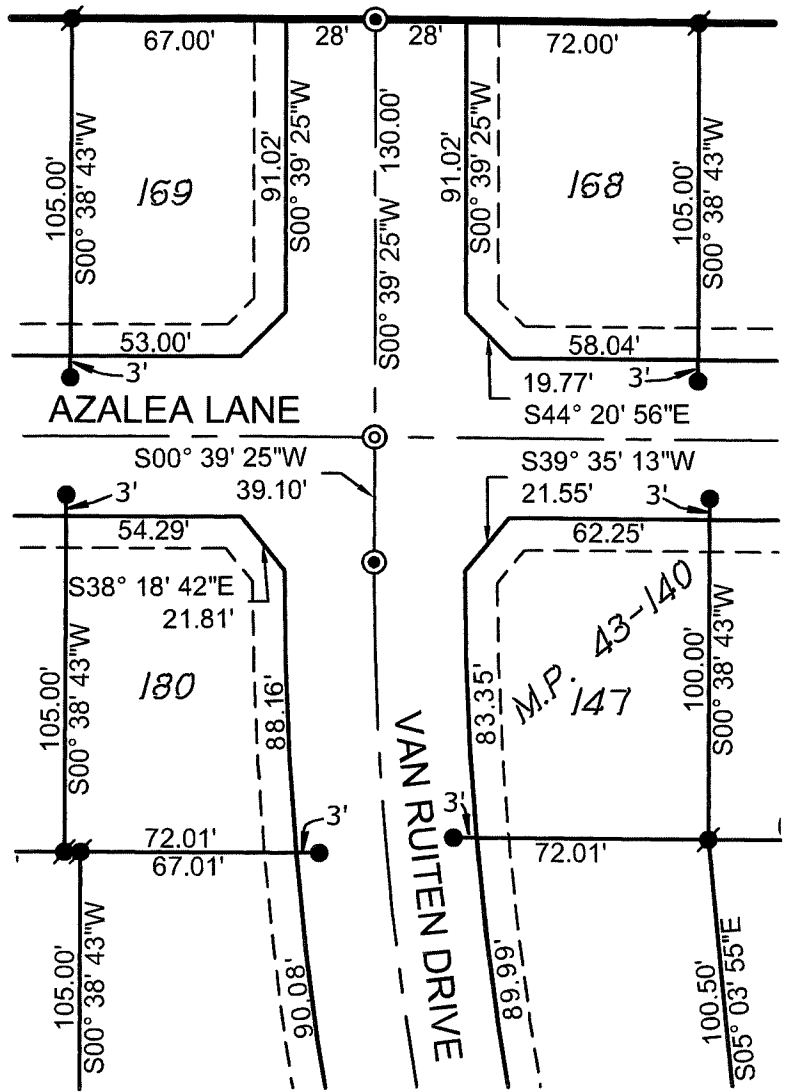 67.00'
28'
28'
72.00'
105.00'
S00° 38' 43"W
169
91.02'
S00° 39' 25"W
S00° 39' 25"W 130.00'
91.02'
S00° 39' 25"W
168
105.00'
S00° 38' 43"W
53.00'
3'
58.04'
3'
19.77'
S44° 20' 56"E
AZALEA LANE
S00° 39' 25"W
39.10'
S39° 35' 13"W
21.55'
3'
3'
54.29'
62.25'
S38° 18' 42"E
21.81'
105.00'
S00° 38' 43"W
180
88.16'
VAN RUITEN DRIVE
83.35'
M.P. 43-140
147
100.00'
S00° 38' 43"W
3'
3'
72.01'
67.01'
72.01'
105.00'
S00° 38' 43"W
90.08'
69.98'
100.50'
S05° 03' 55"E